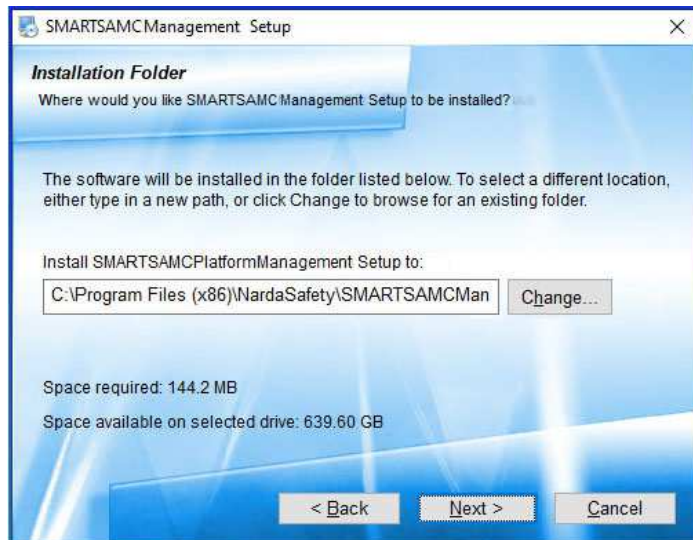 SMARTSAMCManagement Setup
Installation Folder
Where would you like SMARTSAMCManagement Setup to be installed?
The software will be installed in the folder listed below. To select a different location,
either type in a new path, or click Change to browse for an existing folder.
Install SMARTSAMCPlatformManagement Setup to:
C:\Program Files (x86)\NardaSafety\SMARTSAMCMan
Change...
Space required: 144.2 MB
Space available on selected drive: 639.60 GB
< Back
Next >
Cancel